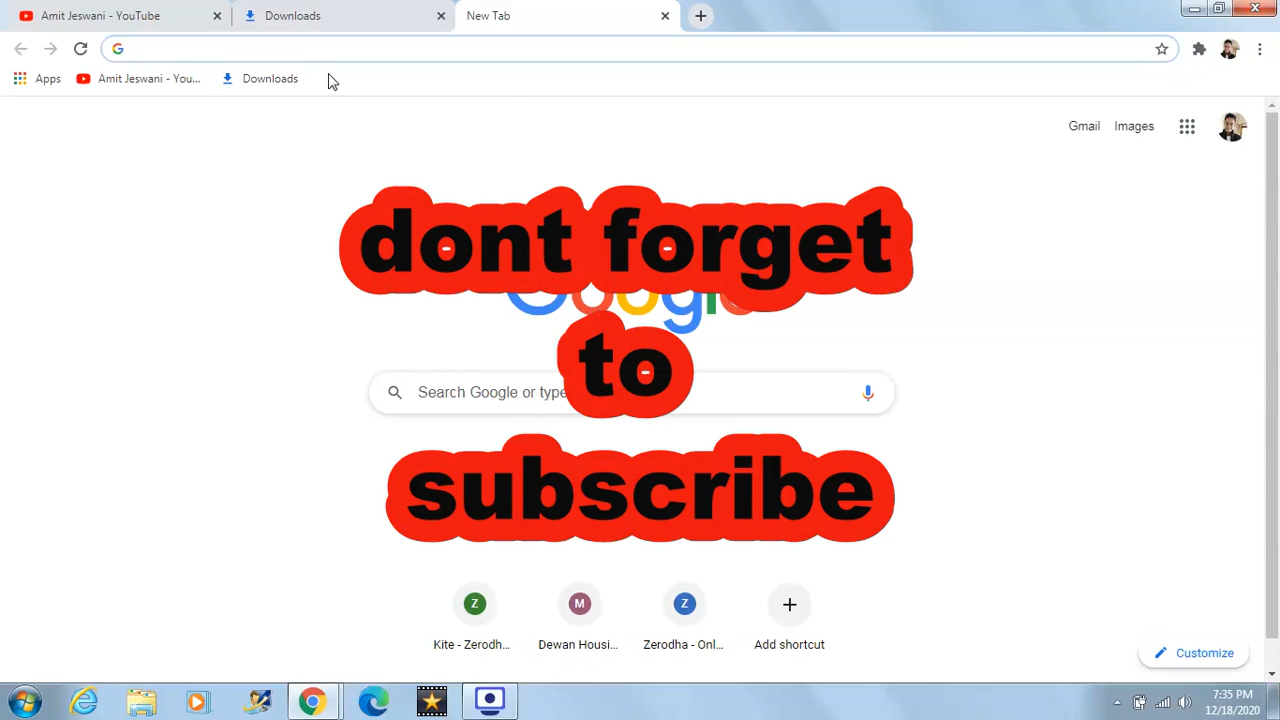 Amit Jeswani - YouTube
Downloads
New Tab
Apps
Amit Jeswani - You...
Downloads
Gmail
Images
dont forget
Google
to
Search Google or type
subscribe
Z
M
Z
Kite - Zerodh...
Dewan Housi...
Zerodha - Onl...
Add shortcut
Customize
7:35 PM
12/18/2020